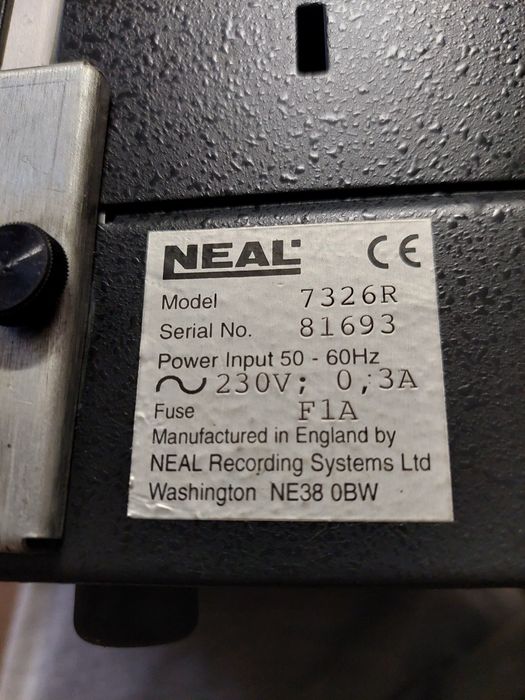 NEAL CE
Model 7326R
Serial No. 81693
Power Input 50 - 60Hz
~ 230V; 0,3A
Fuse F1A
Manufactured in England by
NEAL Recording Systems Ltd
Washington NE38 0BW